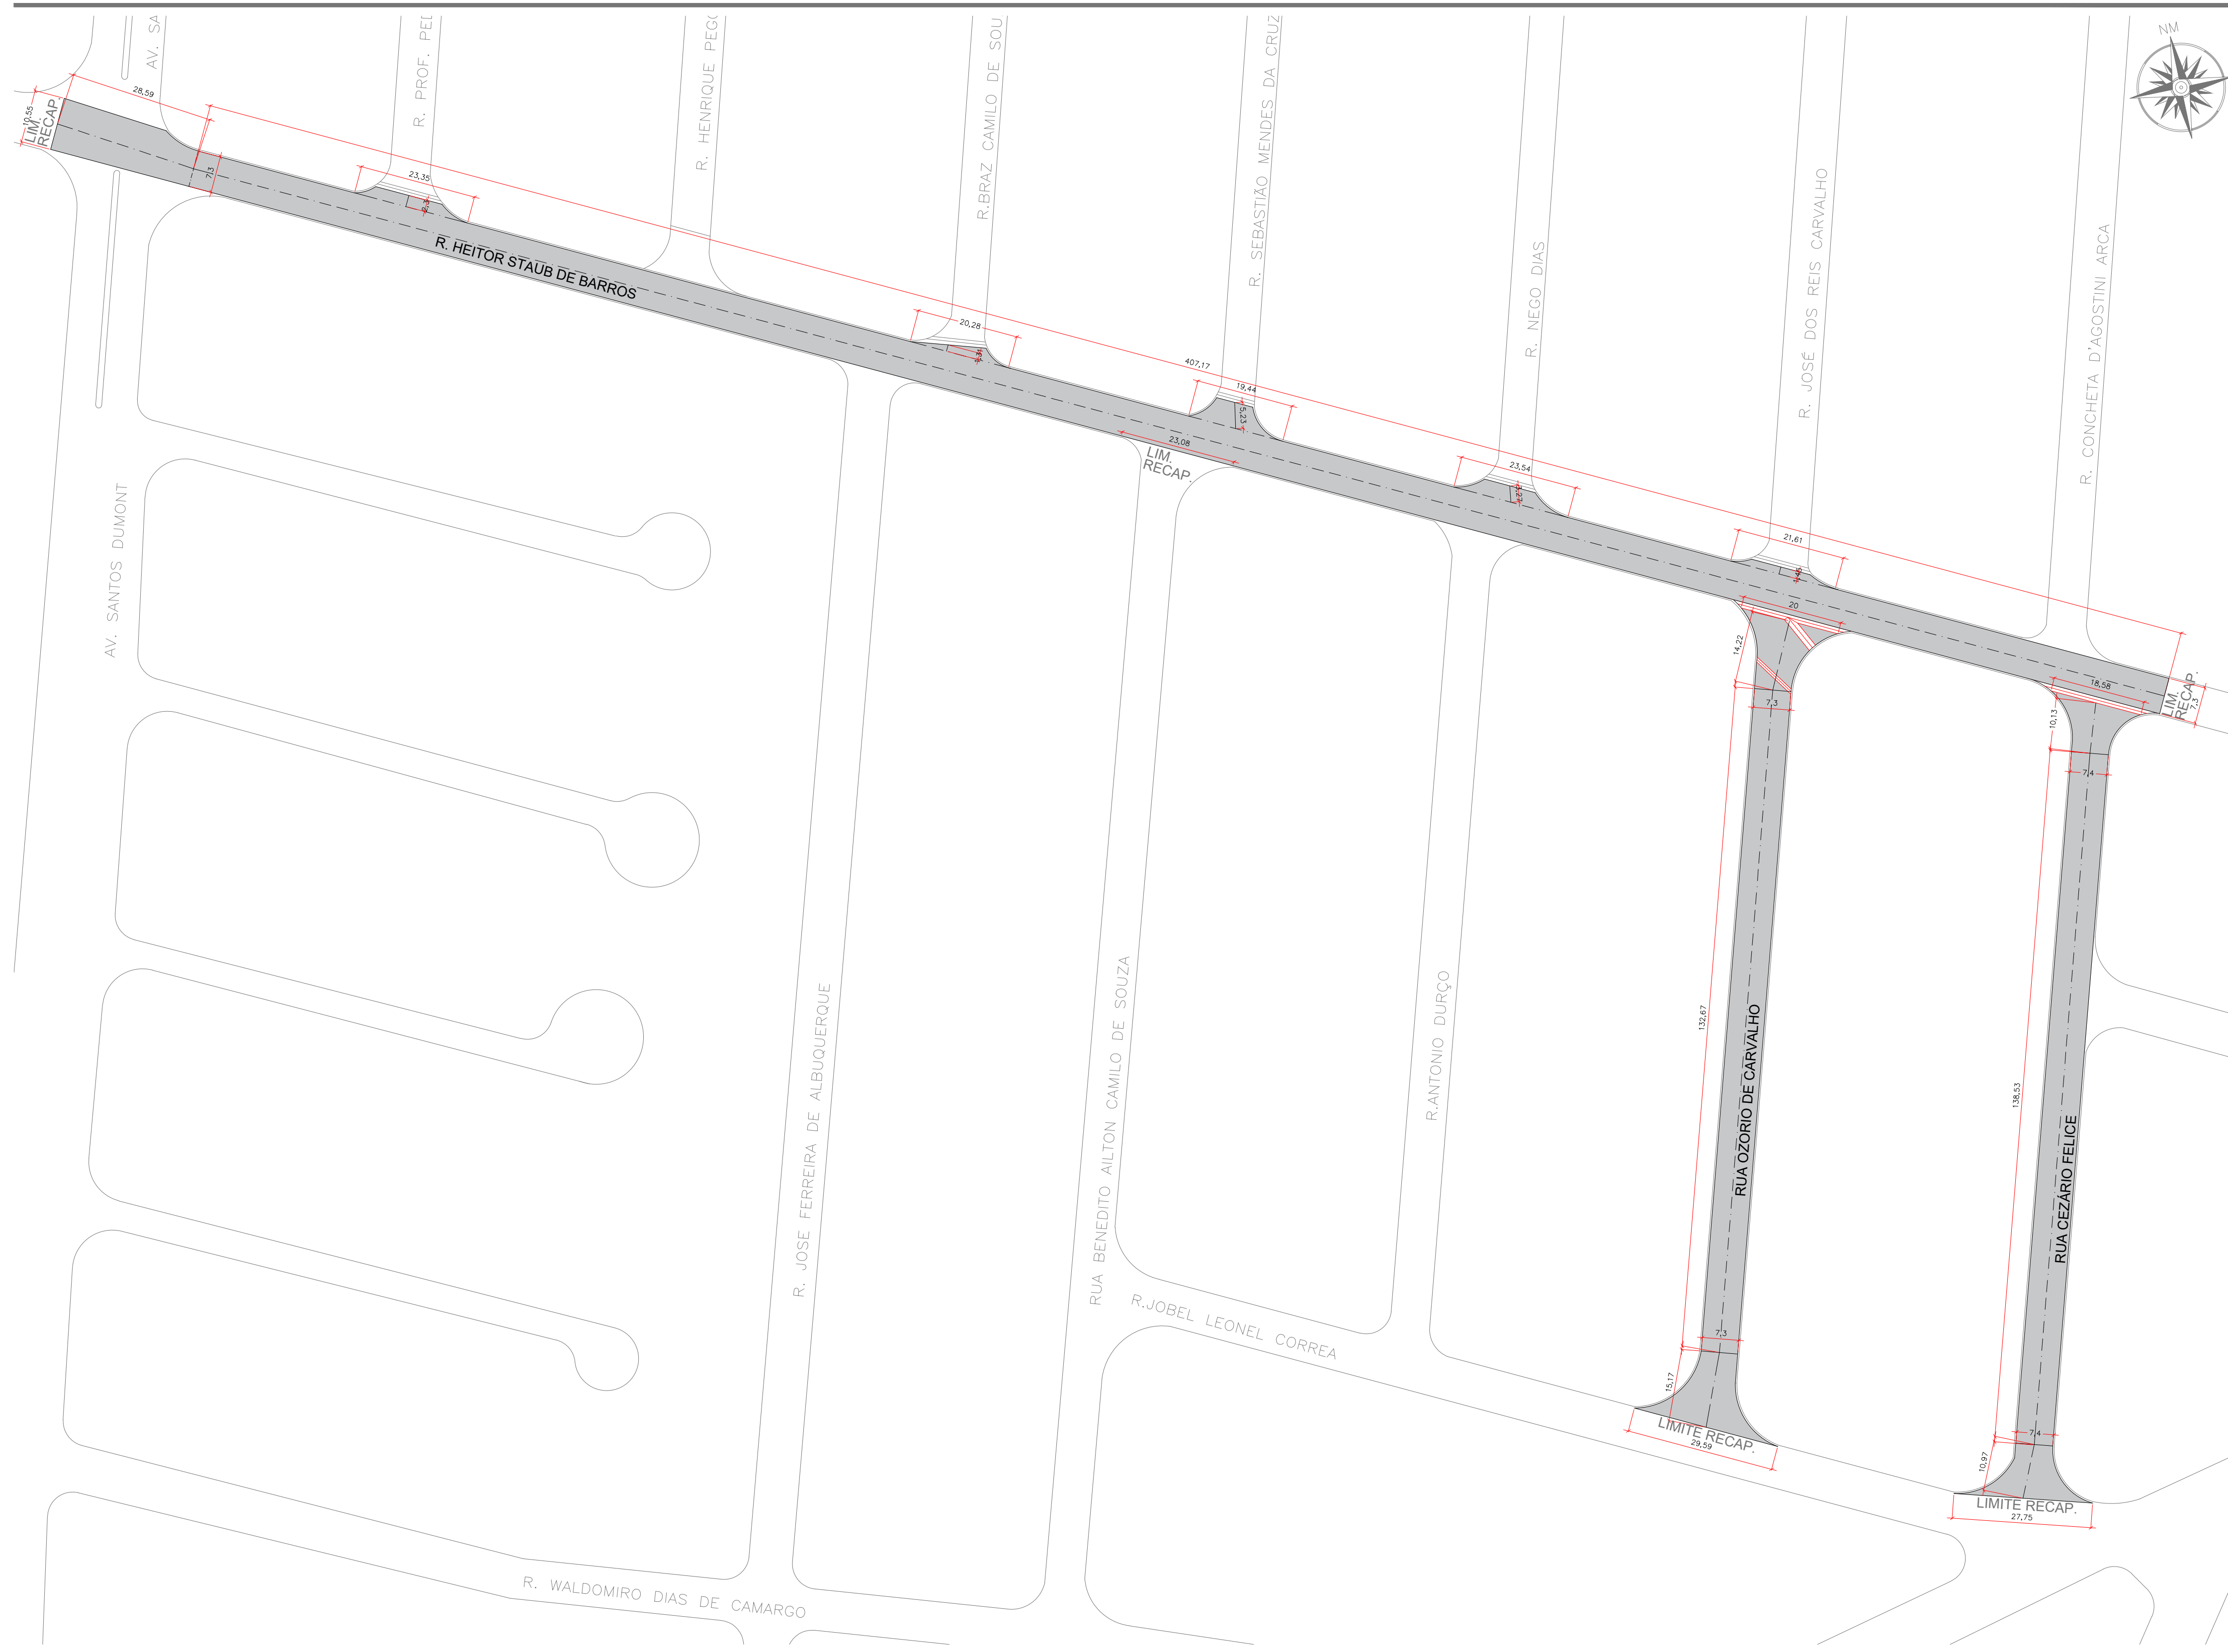 NM
AV. SA
R. PROF. PED
R. HENRIQUE PEGO
R.BRAZ CAMILO DE SOU
R. SEBASTIÃO MENDES DA CRUZ
R. NEGO DIAS
R. JOSÉ DOS REIS CARVALHO
R. CONCHETA D'AGOSTINI ARCA
10,55
LIM.
RECAP.
28,59
7,3
23,35
R. HEITOR STAUB DE BARROS
20,28
407,17
19,44
5,23
23,08
LIM.
RECAP.
23,54
3,27
21,61
1,45
20
14,22
7,3
18,58
LIM.
RECAP.
7,3
10,13
7,4
AV. SANTOS DUMONT
R. JOSE FERREIRA DE ALBUQUERQUE
RUA BENEDITO AILTON CAMILO DE SOUZA
R.ANTONIO DURÇO
132,67
RUA OZORIO DE CARVALHO
138,53
RUA CEZÁRIO FELICE
R.JOBEL LEONEL CORREA
7,3
15,17
LIMITE RECAP.
29,59
7,4
10,97
LIMITE RECAP.
27,75
R. WALDOMIRO DIAS DE CAMARGO